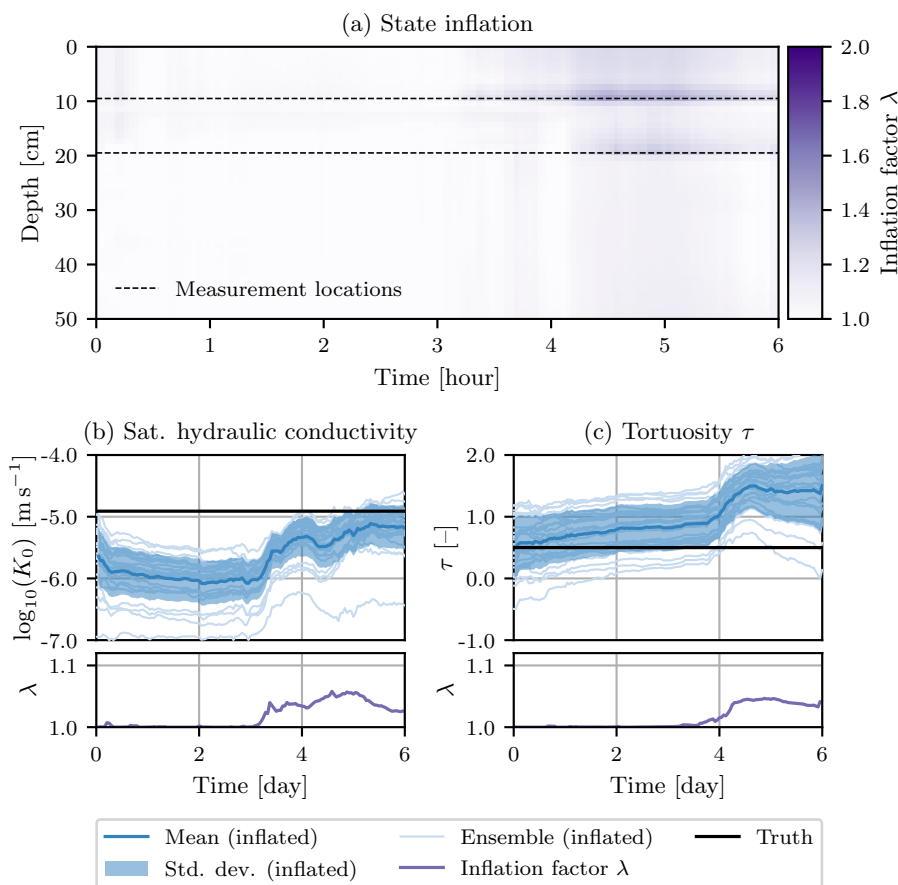 (a) State inflation
0
10
20
30
40
50
Depth [cm]
Measurement locations
0 1 2 3 4 5 6
Time [hour]
2.0
1.8
1.6
1.4
1.2
1.0
Inflation factor λ
(b) Sat. hydraulic conductivity
-4.0
-5.0
-6.0
-7.0
log₁₀(K₀) [m s⁻¹]
1.1
1.0
λ
0 2 4 6
Time [day]
(c) Tortuosity τ
2.0
1.0
0.0
-1.0
τ [–]
1.1
1.0
λ
0 2 4 6
Time [day]
Mean (inflated) Ensemble (inflated) Truth
Std. dev. (inflated) Inflation factor λ